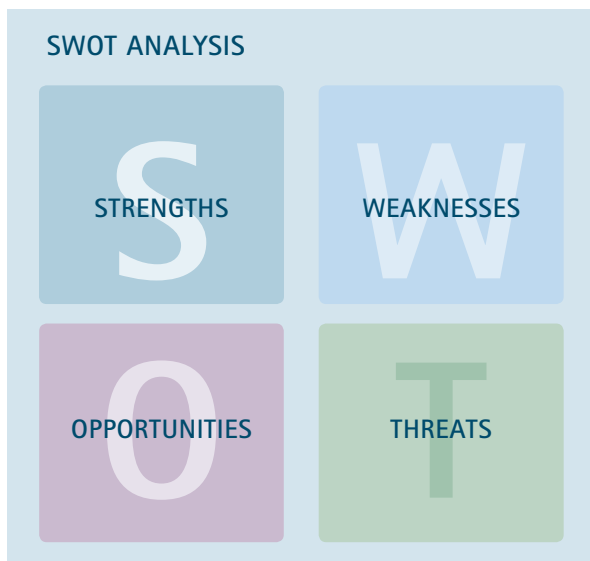 SWOT ANALYSIS
S
STRENGTHS
W
WEAKNESSES
O
OPPORTUNITIES
T
THREATS